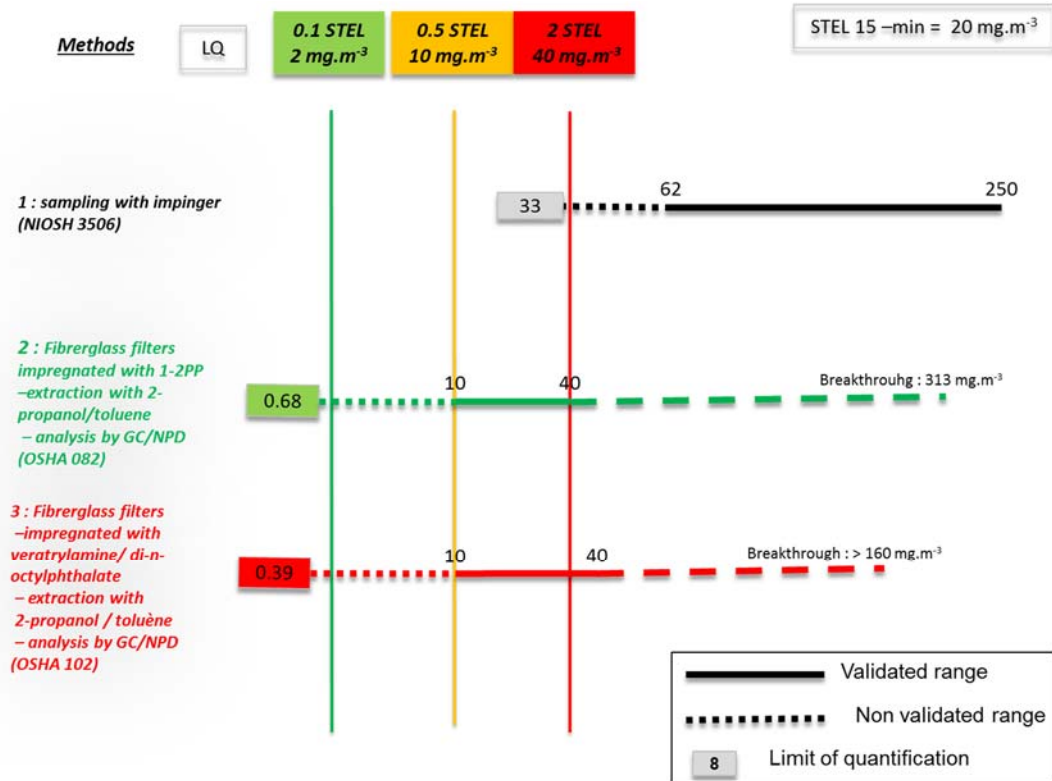 Methods
LQ
0.1 STEL
2 mg.m-3
0.5 STEL
10 mg.m-3
2 STEL
40 mg.m-3
STEL 15 –min = 20 mg.m-3
1 : sampling with impinger
(NIOSH 3506)
33
62
250
2 : Fibrerglass filters
impregnated with 1-2PP
–extraction with 2-
propanol/toluene
– analysis by GC/NPD
(OSHA 082)
0.68
10
40
Breakthrouhg : 313 mg.m-3
3 : Fibrerglass filters
–impregnated with
veratrylamine/ di-n-
octylphthalate
– extraction with
2-propanol / toluène
– analysis by GC/NPD
(OSHA 102)
0.39
10
40
Breakthrough : > 160 mg.m-3
Validated range
Non validated range
8 Limit of quantification